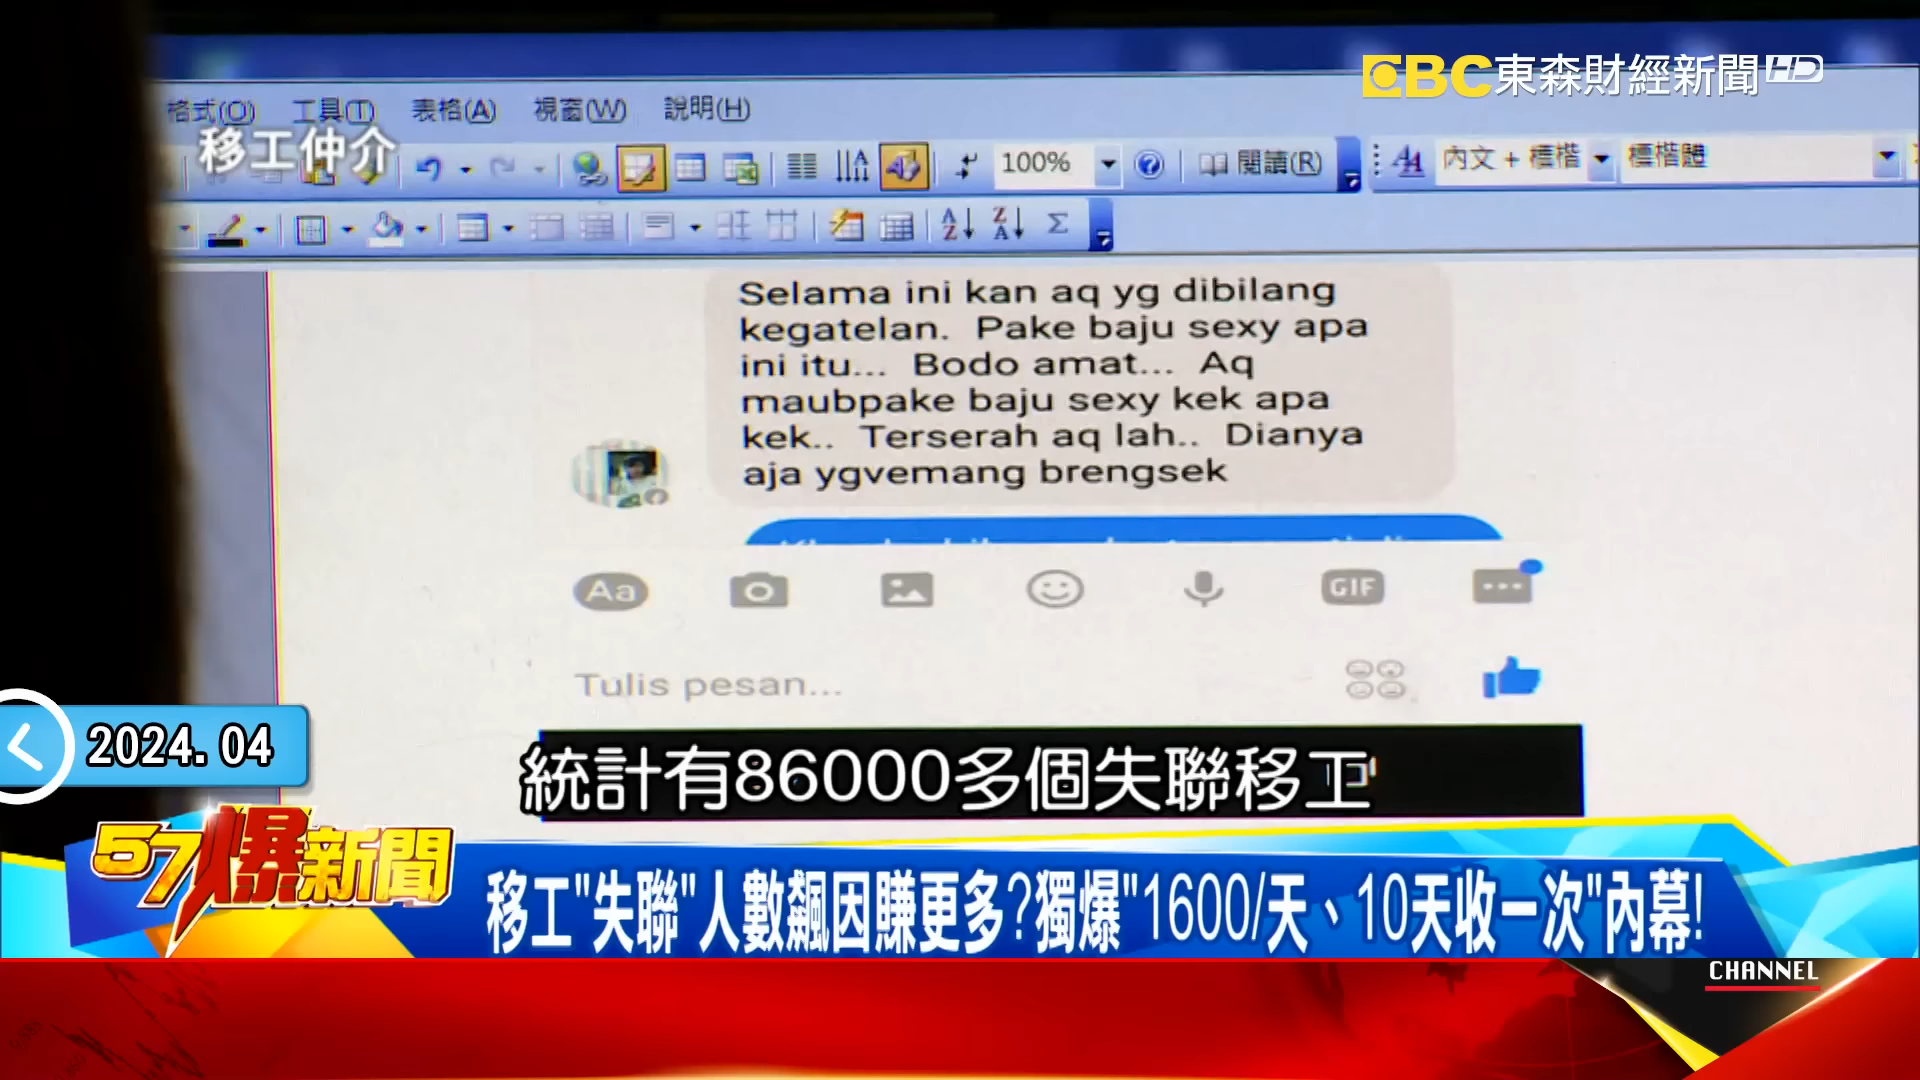 EBC東森財經新聞HD
格式(O) 工具(T) 表格(A) 視窗(W) 說明(H)
移工仲介
100% 閱讀(R) 內文 + 標楷 標楷體
Selama ini kan aq yg dibilang
kegatelan. Pake baju sexy apa
ini itu... Bodo amat... Aq
maubpake baju sexy kek apa
kek.. Terserah aq lah.. Dianya
aja ygvemang brengsek
Aa GIF
Tulis pesan...
2024.04
統計有86000多個失聯移工
57爆新聞
移工"失聯"人數飆因賺更多?獨爆"1600/天、10天收一次"內幕!
CHANNEL